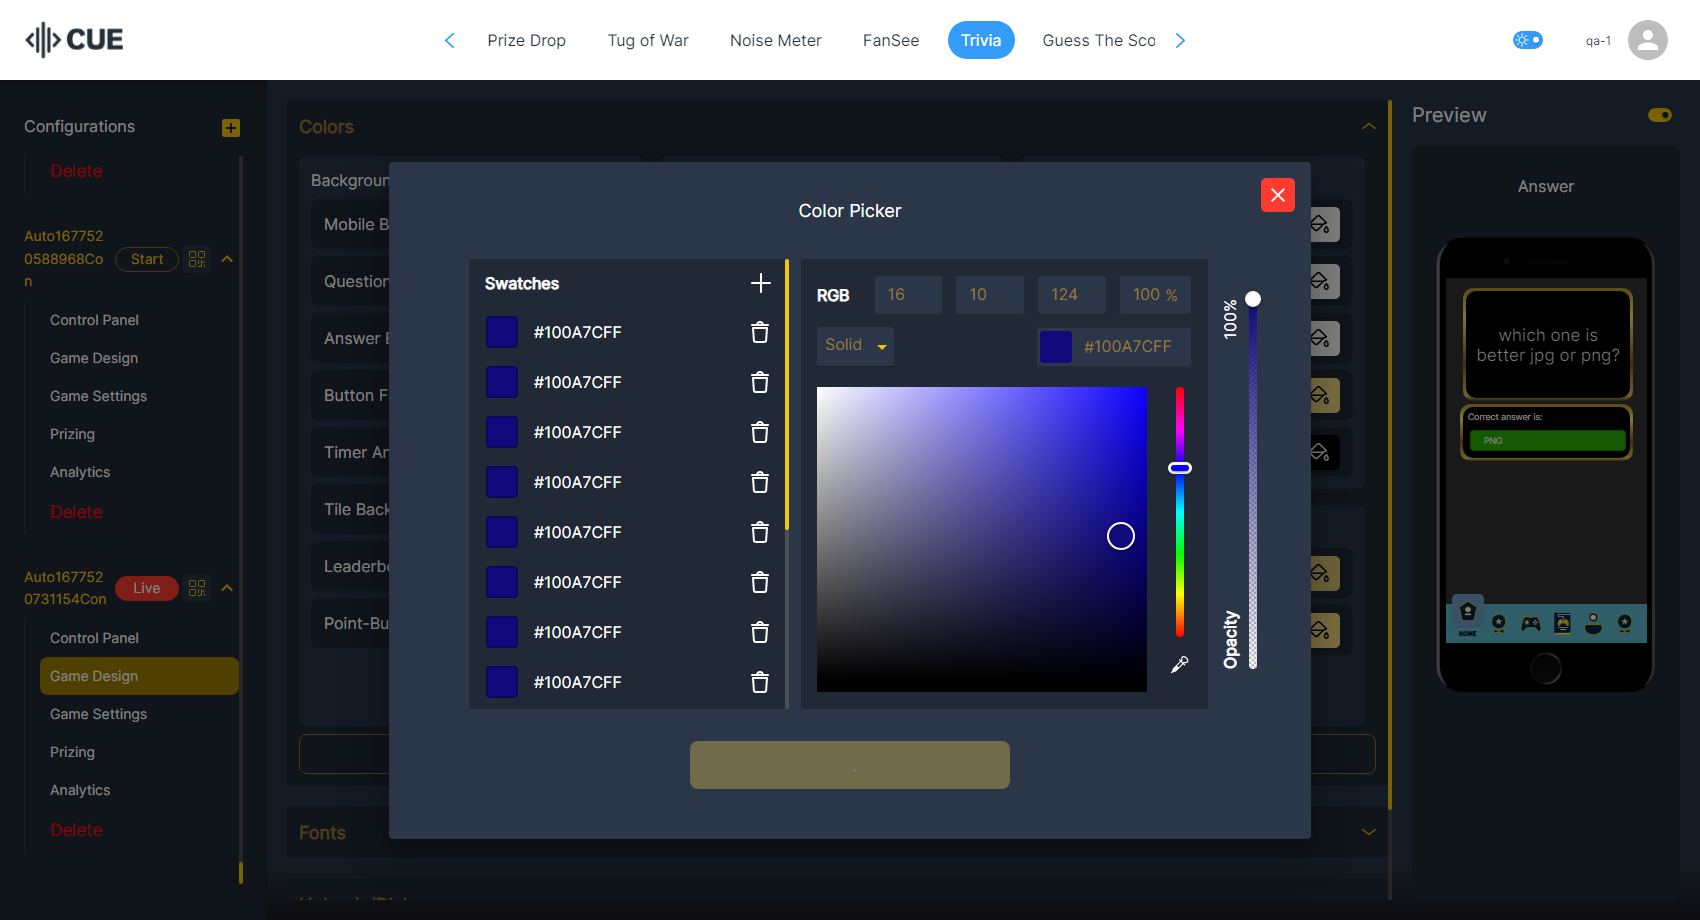 CUE
Prize Drop
Tug of War
Noise Meter
FanSee
Trivia
Guess The Sco
qa-1
Configurations
Delete
Auto167752
0588968Co
n
Start
Control Panel
Game Design
Game Settings
Prizing
Analytics
Delete
Auto167752
0731154Con
Live
Control Panel
Game Design
Game Settings
Prizing
Analytics
Delete
Colors
Backgroun
Mobile B
Question
Answer
Button F
Timer An
Tile Back
Leaderbo
Point-Bu
Fonts
Color Picker
Swatches
#100A7CFF
#100A7CFF
#100A7CFF
#100A7CFF
#100A7CFF
#100A7CFF
#100A7CFF
#100A7CFF
RGB
16
10
124
100 %
Solid
#100A7CFF
100%
Opacity
Preview
Answer
which one is
better jpg or png?
Correct answer is:
PNG
HOME